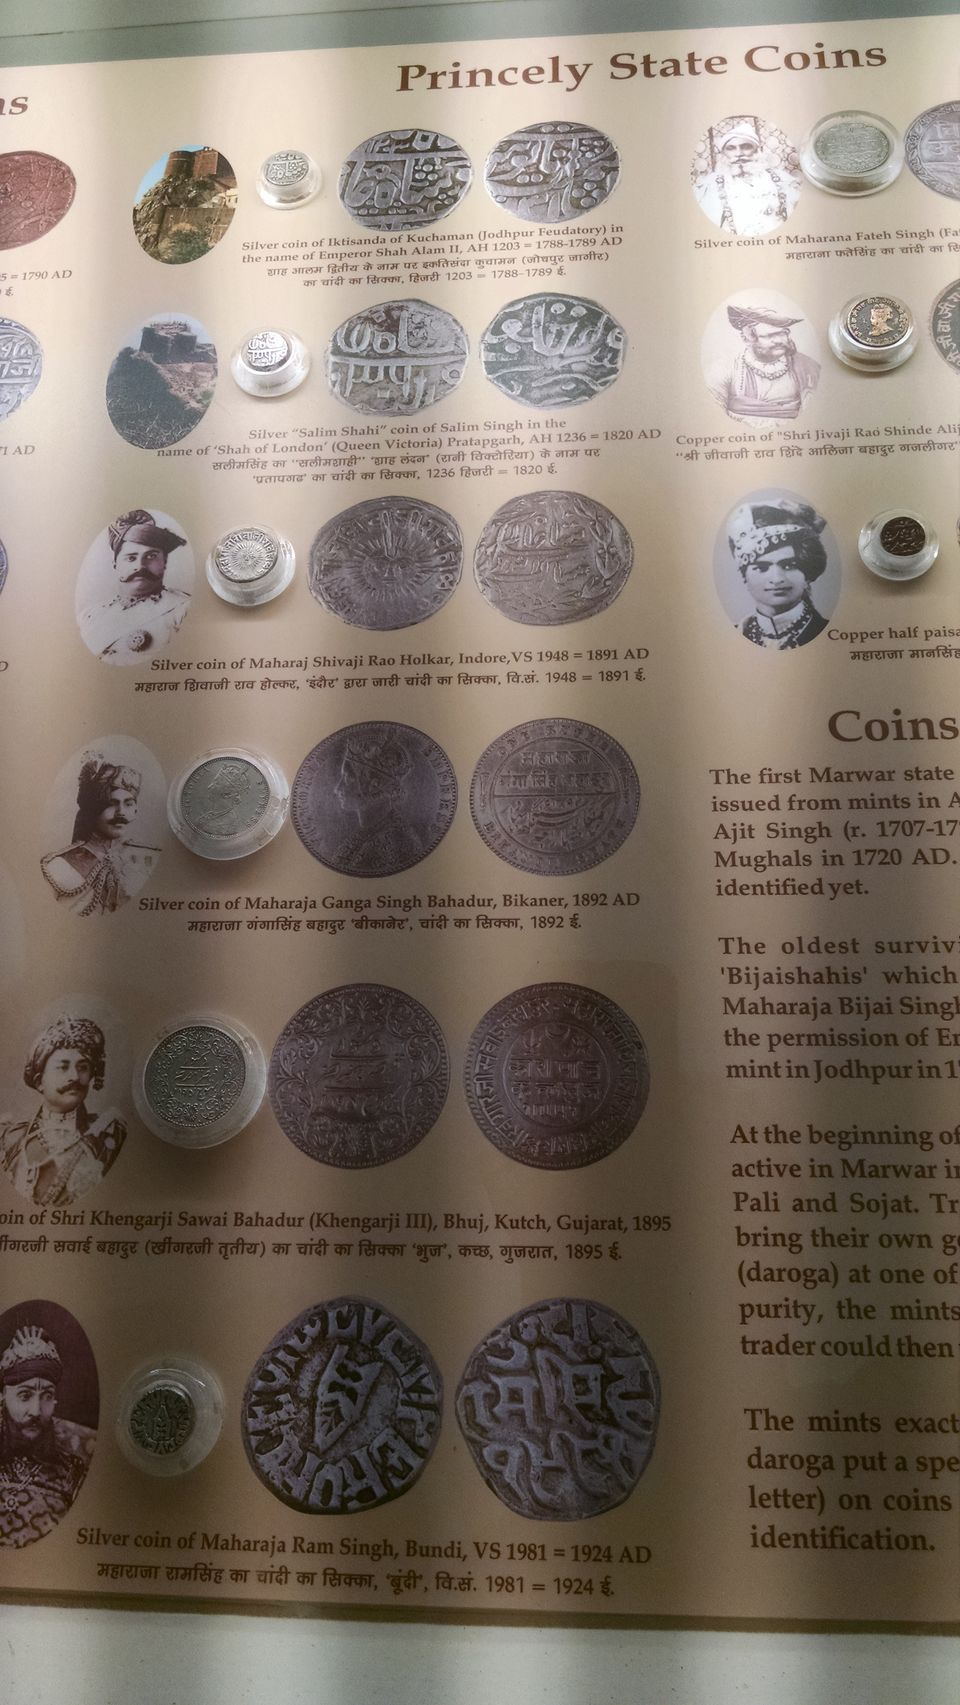 Princely State Coins
ns
= 1790 AD
ई.
AD
Silver coin of Iktisanda of Kuchaman (Jodhpur Feudatory) in
the name of Emperor Shah Alam II, AH 1203 = 1788-1789 AD
शाह आलम द्वितीय के नाम पर इकतिसंदा कुचामन (जोधपुर जागीर)
का चांदी का सिक्का, हिजरी 1203 = 1788-1789 ई.
Silver "Salim Shahi" coin of Salim Singh in the
name of 'Shah of London' (Queen Victoria) Pratapgarh, AH 1236 = 1820 AD
सलीमसिंह का "सलीमशाही" 'शाह लंदन' (रानी विक्टोरिया) के नाम पर
'प्रतापगढ' का चांदी का सिक्का, 1236 हिजरी = 1820 ई.
Silver coin of Maharaj Shivaji Rao Holkar, Indore,VS 1948 = 1891 AD
महाराज शिवाजी राव होल्कर, 'इंदौर' द्वारा जारी चांदी का सिक्का, वि.सं. 1948 = 1891 ई.
महाराजा
गंगा सिंह बहादुर
Silver coin of Maharaja Ganga Singh Bahadur, Bikaner, 1892 AD
महाराजा गंगासिंह बहादुर 'बीकानेर', चांदी का सिक्का, 1892 ई.
coin of Shri Khengarji Sawai Bahadur (Khengarji III), Bhuj, Kutch, Gujarat, 1895
खींगरजी सवाई बहादुर (खींगरजी तृतीय) का चांदी का सिक्का 'भुज', कच्छ, गुजरात, 1895 ई.
Silver coin of Maharaja Ram Singh, Bundi, VS 1981 = 1924 AD
महाराजा रामसिंह का चांदी का सिक्का, 'बूंदी', वि.सं. 1981 = 1924 ई.
Silver coin of Maharana Fateh Singh
महाराना फतेसिंह का चांदी का
Copper coin of "Shri Jivaji Rao Shinde
"श्री जीवाजी राव शिंदे आलिजा बहादुर
Copper half paisa
महाराजा मानसिंह
Coins
The first Marwar state
issued from mints in
Ajit Singh (r. 1707-
Mughals in 1720 AD.
identified yet.
The oldest
'Bijaishahis' which
Maharaja Bijai Singh
the permission of
mint in Jodhpur in
At the beginning of
active in Marwar
Pali and Sojat.
bring their own
(daroga) at one of
purity, the mints
trader could then
The mints
daroga put a
letter) on coins
identification.